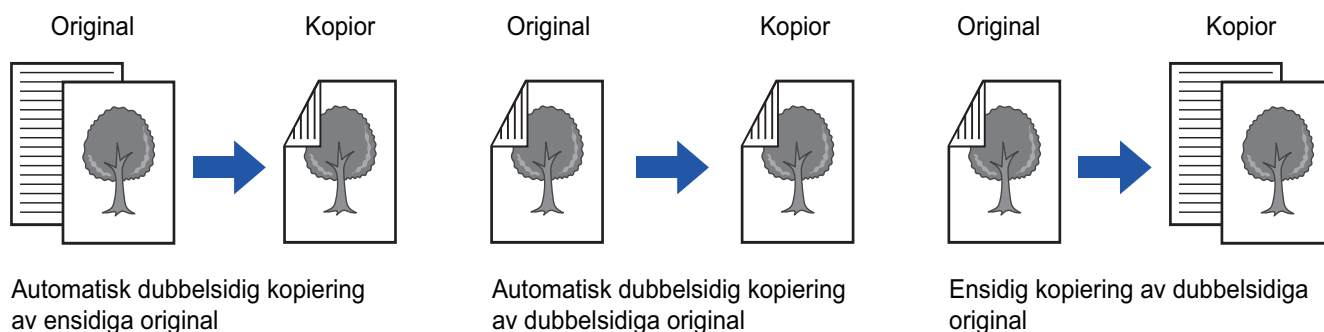 Original
Kopior
Original
Kopior
Original
Kopior
Automatisk dubbelsidig kopiering
av ensidiga original
Automatisk dubbelsidig kopiering
av dubbelsidiga original
Ensidig kopiering av dubbelsidiga
original